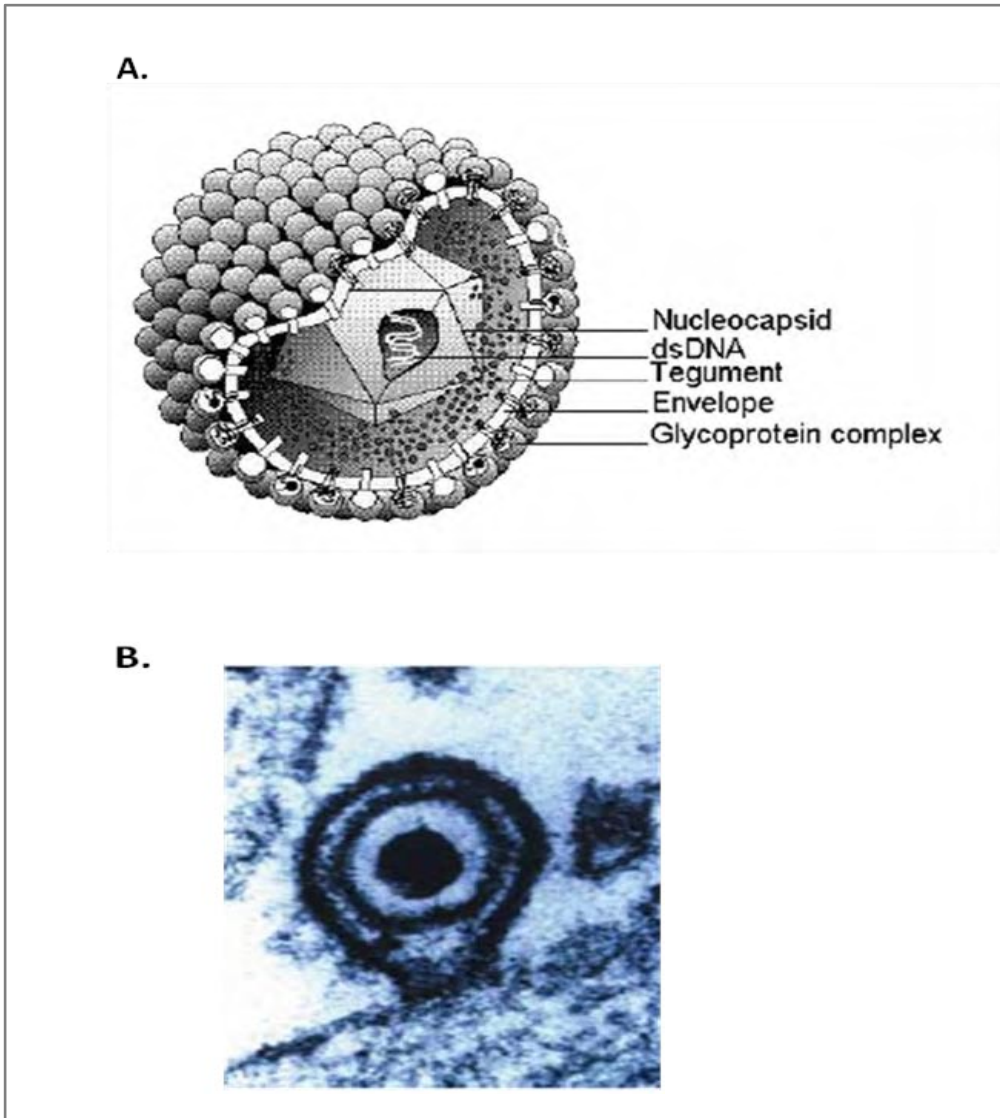 A.
Nucleocapsid
dsDNA
Tegument
Envelope
Glycoprotein complex
B.